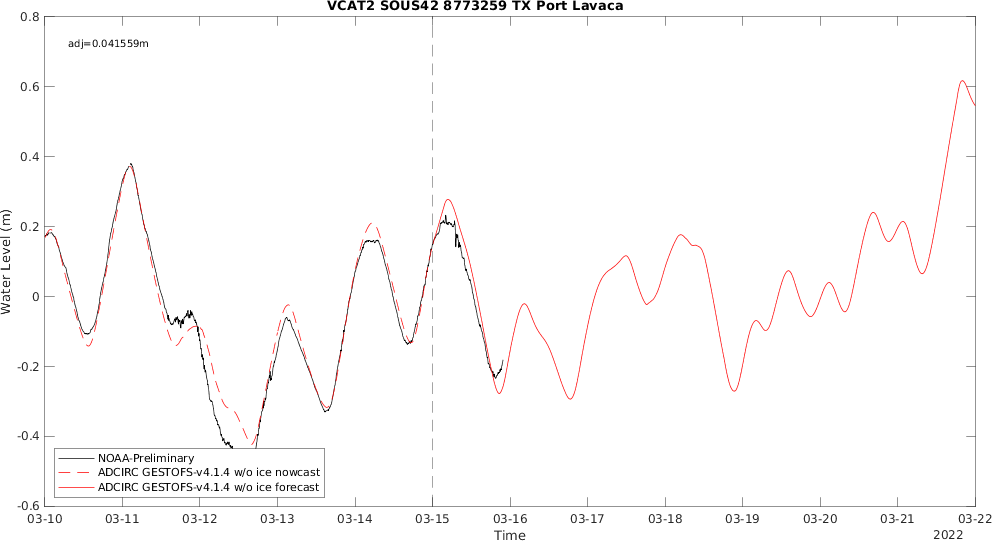 VCAT2 SOUS42 8773259 TX Port Lavaca
adj=0.041559m
Water Level (m)
0.8
0.6
0.4
0.2
0
-0.2
-0.4
-0.6
NOAA-Preliminary
ADCIRC GESTOFS-v4.1.4 w/o ice nowcast
ADCIRC GESTOFS-v4.1.4 w/o ice forecast
03-10 03-11 03-12 03-13 03-14 03-15 03-16 03-17 03-18 03-19 03-20 03-21 03-22
Time
2022